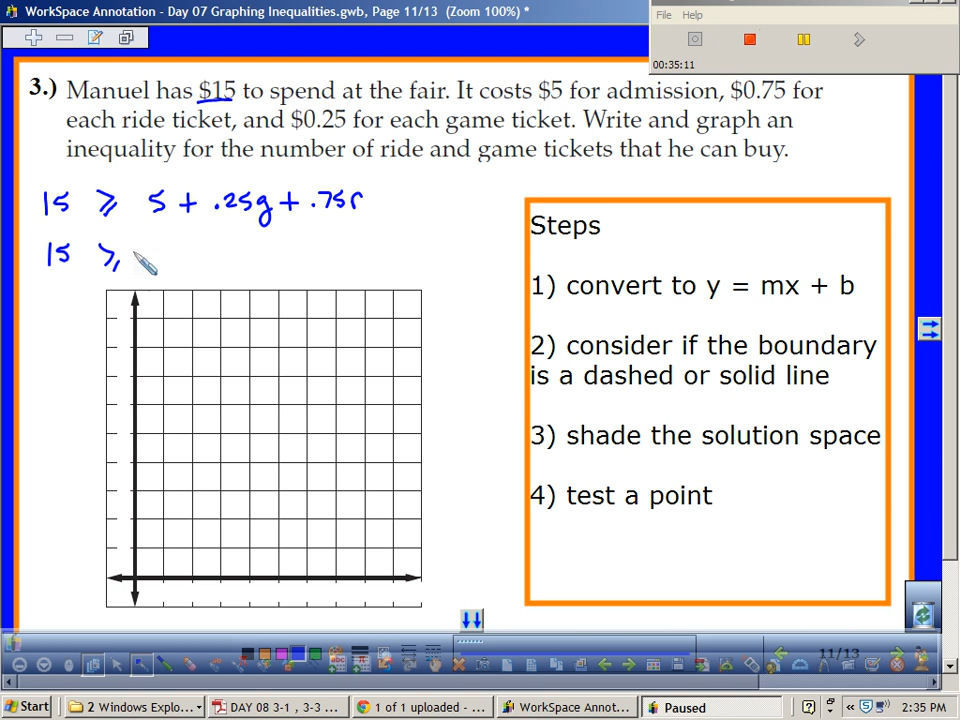 WorkSpace Annotation - Day 07 Graphing Inequalities.gwb, Page 11/13 (Zoom 100%) *
File Help
00:35:11
3.) Manuel has $15 to spend at the fair. It costs $5 for admission, $0.75 for
each ride ticket, and $0.25 for each game ticket. Write and graph an
inequality for the number of ride and game tickets that he can buy.
15 ≥ 5 + .25g + .75r
15 ≥
Steps
1) convert to y = mx + b
2) consider if the boundary
is a dashed or solid line
3) shade the solution space
4) test a point
11/13
Start
2 Windows Explo...
DAY 08 3-1 , 3-3 ...
1 of 1 uploaded - ...
WorkSpace Annotat...
Paused
2:35 PM